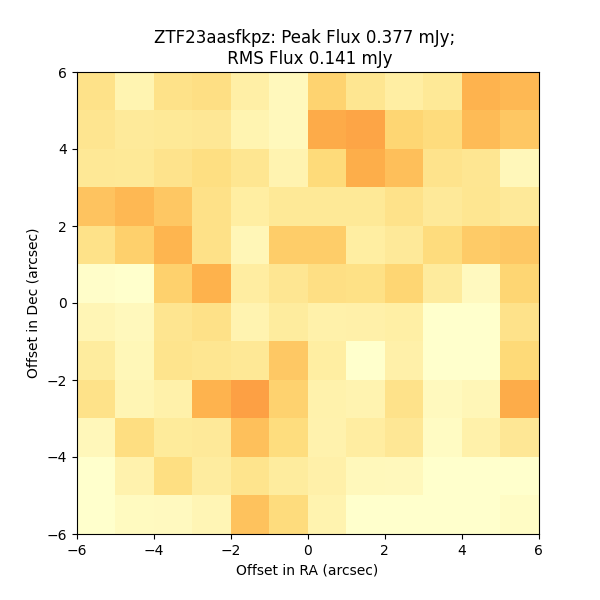 ZTF23aasfkpz: Peak Flux 0.377 mJy;
RMS Flux 0.141 mJy
6
4
2
0
−2
−4
−6
Offset in Dec (arcsec)
−6 −4 −2 0 2 4 6
Offset in RA (arcsec)